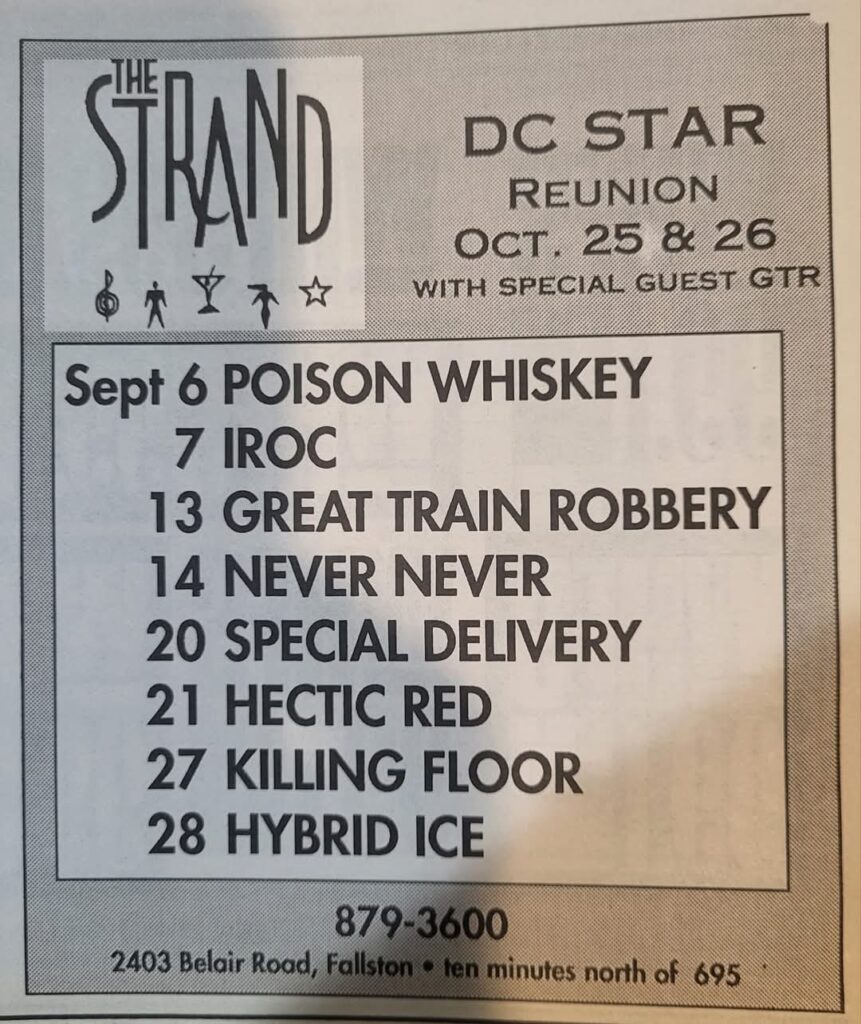 THE
STRAND
DC STAR
REUNION
OCT. 25 & 26
WITH SPECIAL GUEST GTR
Sept 6 POISON WHISKEY
7 IROC
13 GREAT TRAIN ROBBERY
14 NEVER NEVER
20 SPECIAL DELIVERY
21 HECTIC RED
27 KILLING FLOOR
28 HYBRID ICE
879-3600
2403 Belair Road, Fallston • ten minutes north of 695